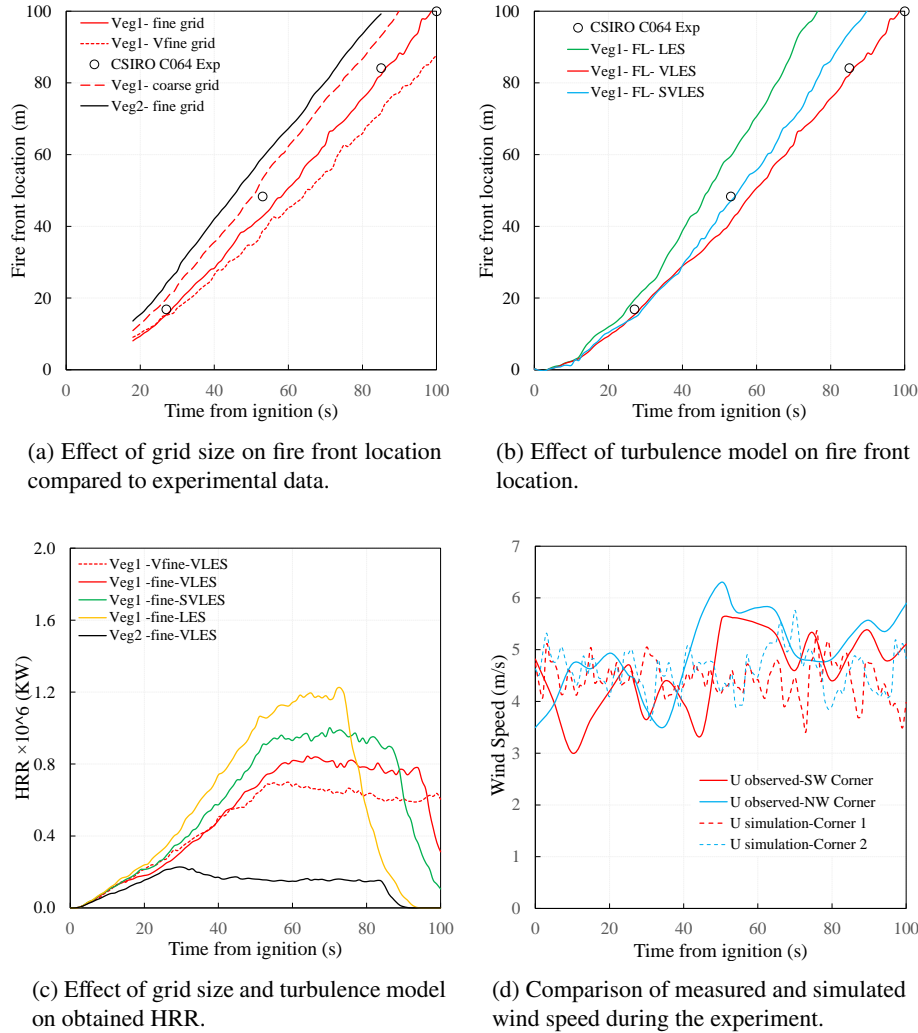 100
80
60
40
20
0
0
20
40
60
80
100
Fire front location (m)
Time from ignition (s)
Veg1- fine grid
Veg1- Vfine grid
CSIRO C064 Exp
Veg1- coarse grid
Veg2- fine grid
(a) Effect of grid size on fire front location
compared to experimental data.
100
80
60
40
20
0
0
20
40
60
80
100
Fire front location (m)
Time from ignition (s)
CSIRO C064 Exp
Veg1- FL- LES
Veg1- FL- VLES
Veg1- FL- SVLES
(b) Effect of turbulence model on fire front
location.
2.0
1.6
1.2
0.8
0.4
0.0
0
20
40
60
80
100
HRR ×10^6 (KW)
Time from ignition (s)
Veg1 -Vfine-VLES
Veg1 -fine-VLES
Veg1 -fine-SVLES
Veg1 -fine-LES
Veg2 -fine-VLES
(c) Effect of grid size and turbulence model
on obtained HRR.
7
6
5
4
3
2
1
0
0
20
40
60
80
100
Wind Speed (m/s)
Time from ignition (s)
U observed-SW Corner
U observed-NW Corner
U simulation-Corner 1
U simulation-Corner 2
(d) Comparison of measured and simulated
wind speed during the experiment.